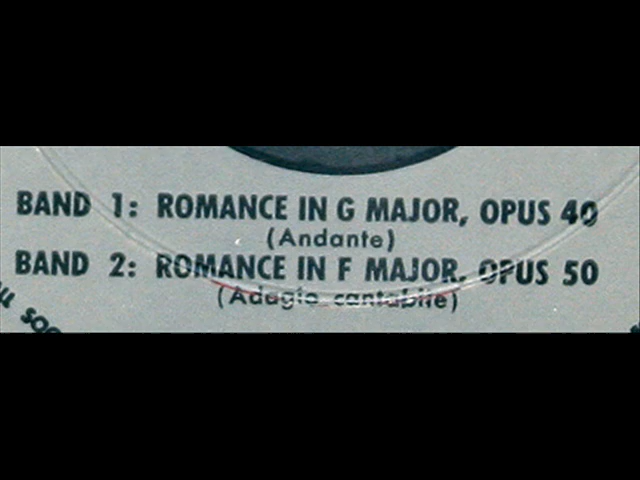 BAND 1: ROMANCE IN G MAJOR, OPUS 40
(Andante)
BAND 2: ROMANCE IN F MAJOR, OPUS 50
(Adagio cantabile)